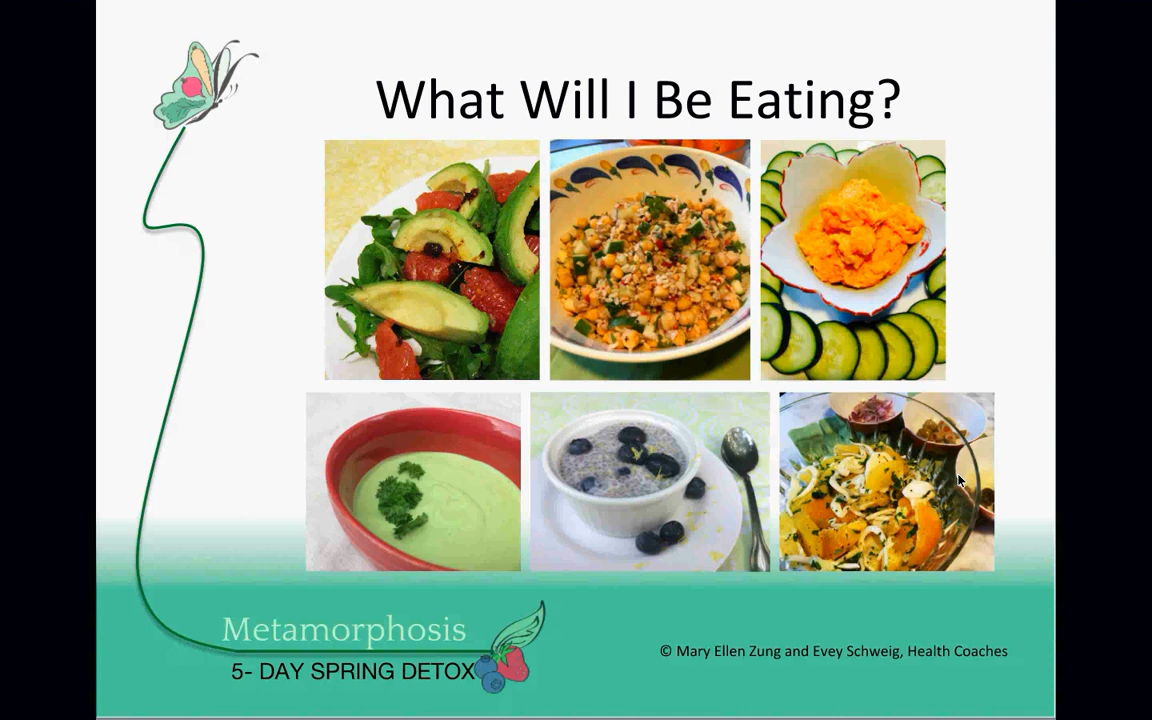 What Will I Be Eating?
Metamorphosis
5- DAY SPRING DETOX
© Mary Ellen Zung and Evey Schweig, Health Coaches